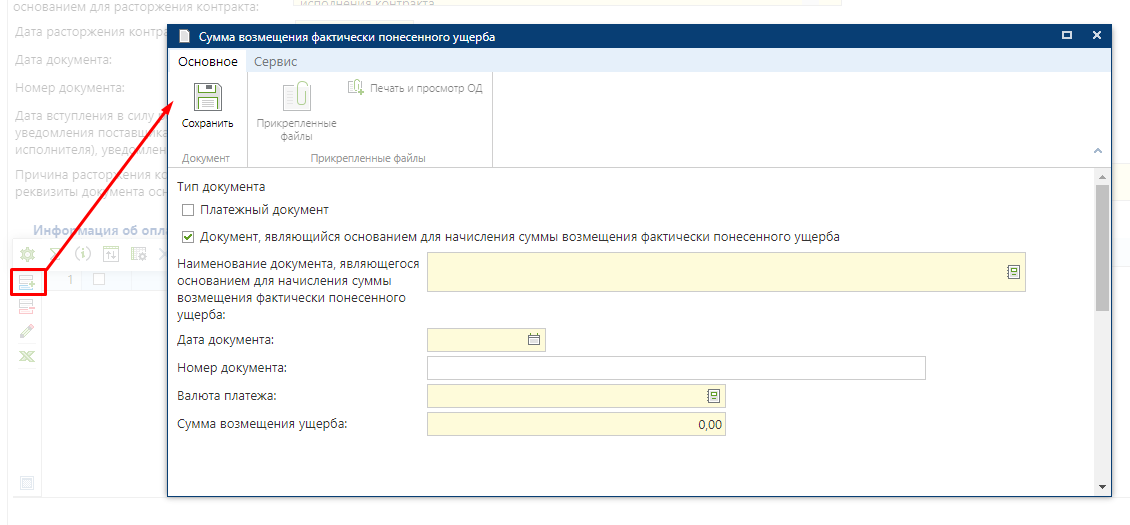 основанием для расторжения контракта:
исполнения контракта
Дата расторжения контра
Дата документа:
Номер документа:
Дата вступления в силу
уведомления поставщика
исполнителя), уведомлен
Причина расторжения ко
реквизиты документа осн
Информация об опла
1
Сумма возмещения фактически понесенного ущерба
Основное Сервис
Сохранить
Прикрепленные
файлы
Печать и просмотр ОД
Документ
Прикрепленные файлы
Тип документа
Платежный документ
Документ, являющийся основанием для начисления суммы возмещения фактически понесенного ущерба
Наименование документа, являющегося
основанием для начисления суммы
возмещения фактически понесенного
ущерба:
Дата документа:
Номер документа:
Валюта платежа:
Сумма возмещения ущерба:
0,00